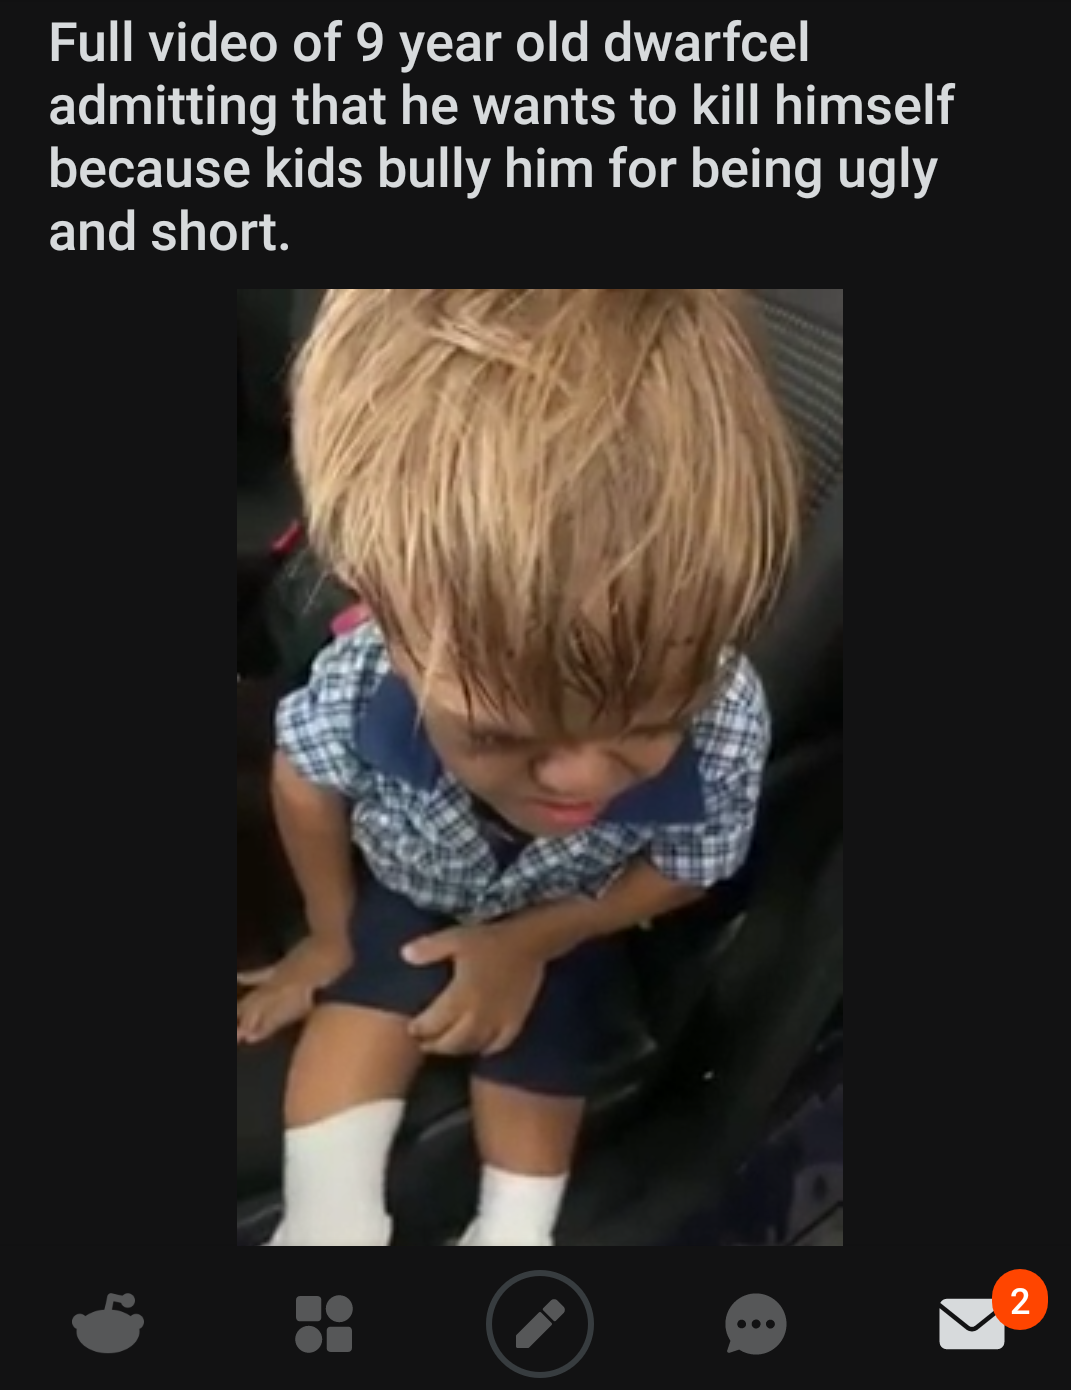 Full video of 9 year old dwarfcel
admitting that he wants to kill himself
because kids bully him for being ugly
and short.
2